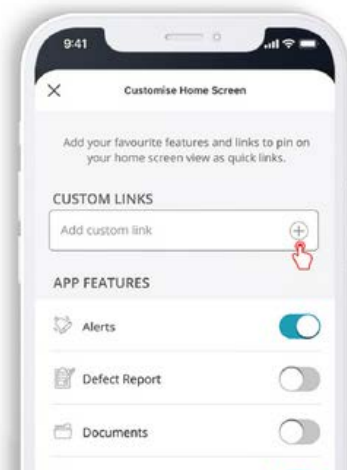 9:41
Customise Home Screen
Add your favourite features and links to pin on
your home screen view as quick links.
CUSTOM LINKS
Add custom link
APP FEATURES
Alerts
Defect Report
Documents